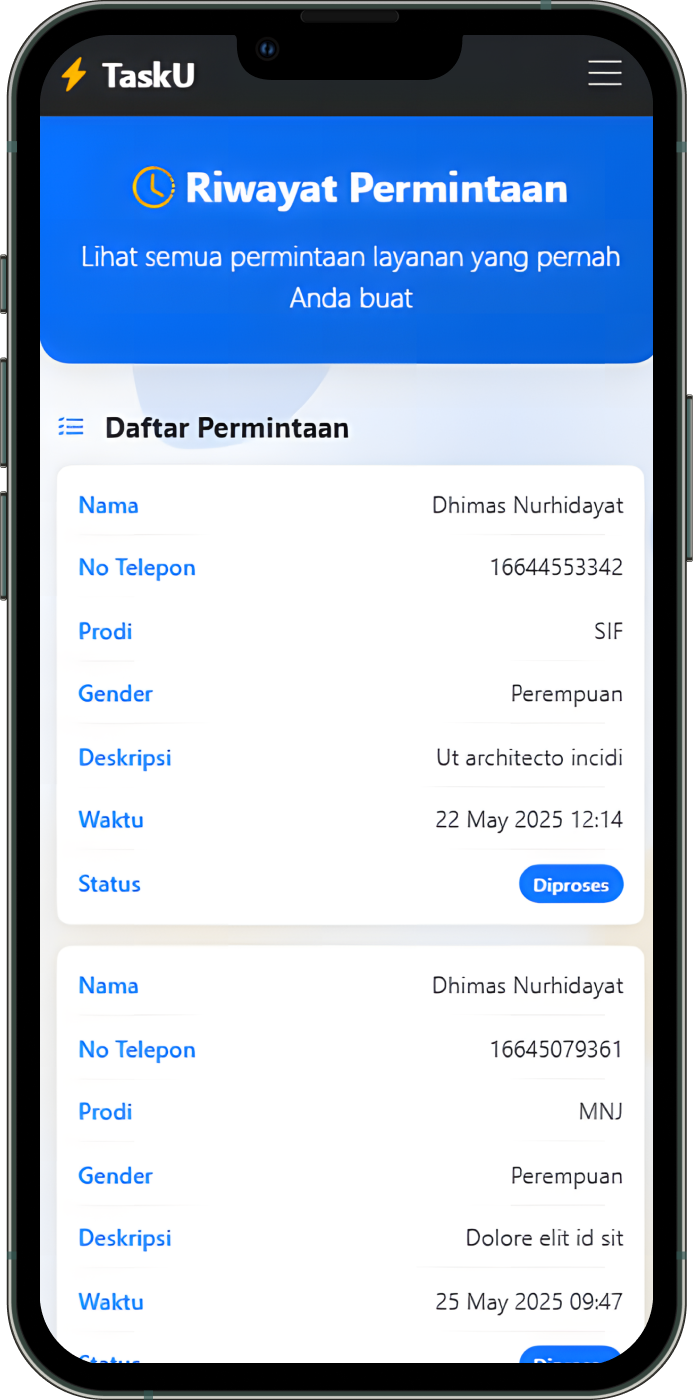 TaskU
Riwayat Permintaan
Lihat semua permintaan layanan yang pernah
Anda buat
Daftar Permintaan
Nama Dhimas Nurhidayat
No Telepon 16644553342
Prodi SIF
Gender Perempuan
Deskripsi Ut architecto incidi
Waktu 22 May 2025 12:14
Status Diproses
Nama Dhimas Nurhidayat
No Telepon 16645079361
Prodi MNJ
Gender Perempuan
Deskripsi Dolore elit id sit
Waktu 25 May 2025 09:47
Status Diproses